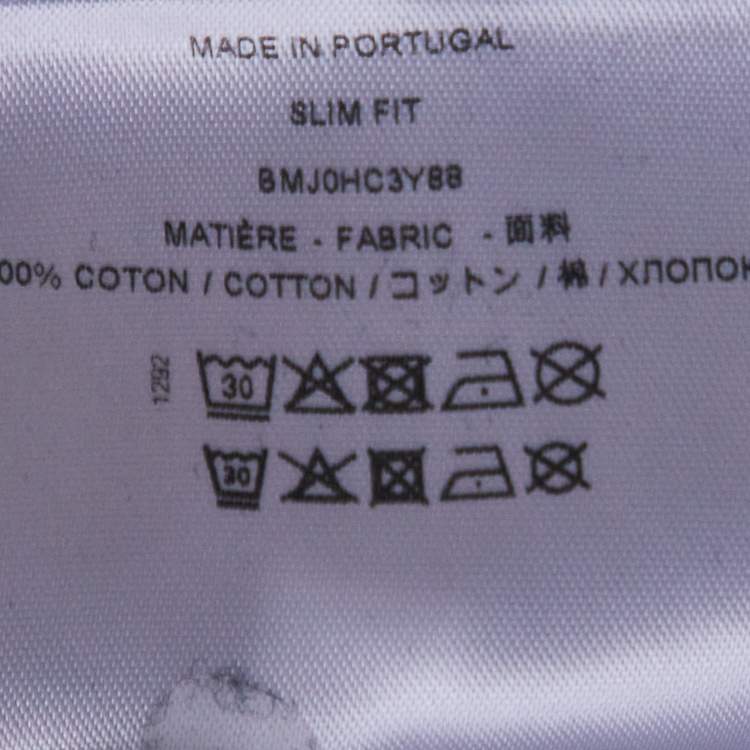 MADE IN PORTUGAL
SLIM FIT
BMJ0HC3Y88
MATIÈRE - FABRIC - 面料
00% COTON / COTTON / コットン / 棉 / ХЛОПОК
1292
30
30